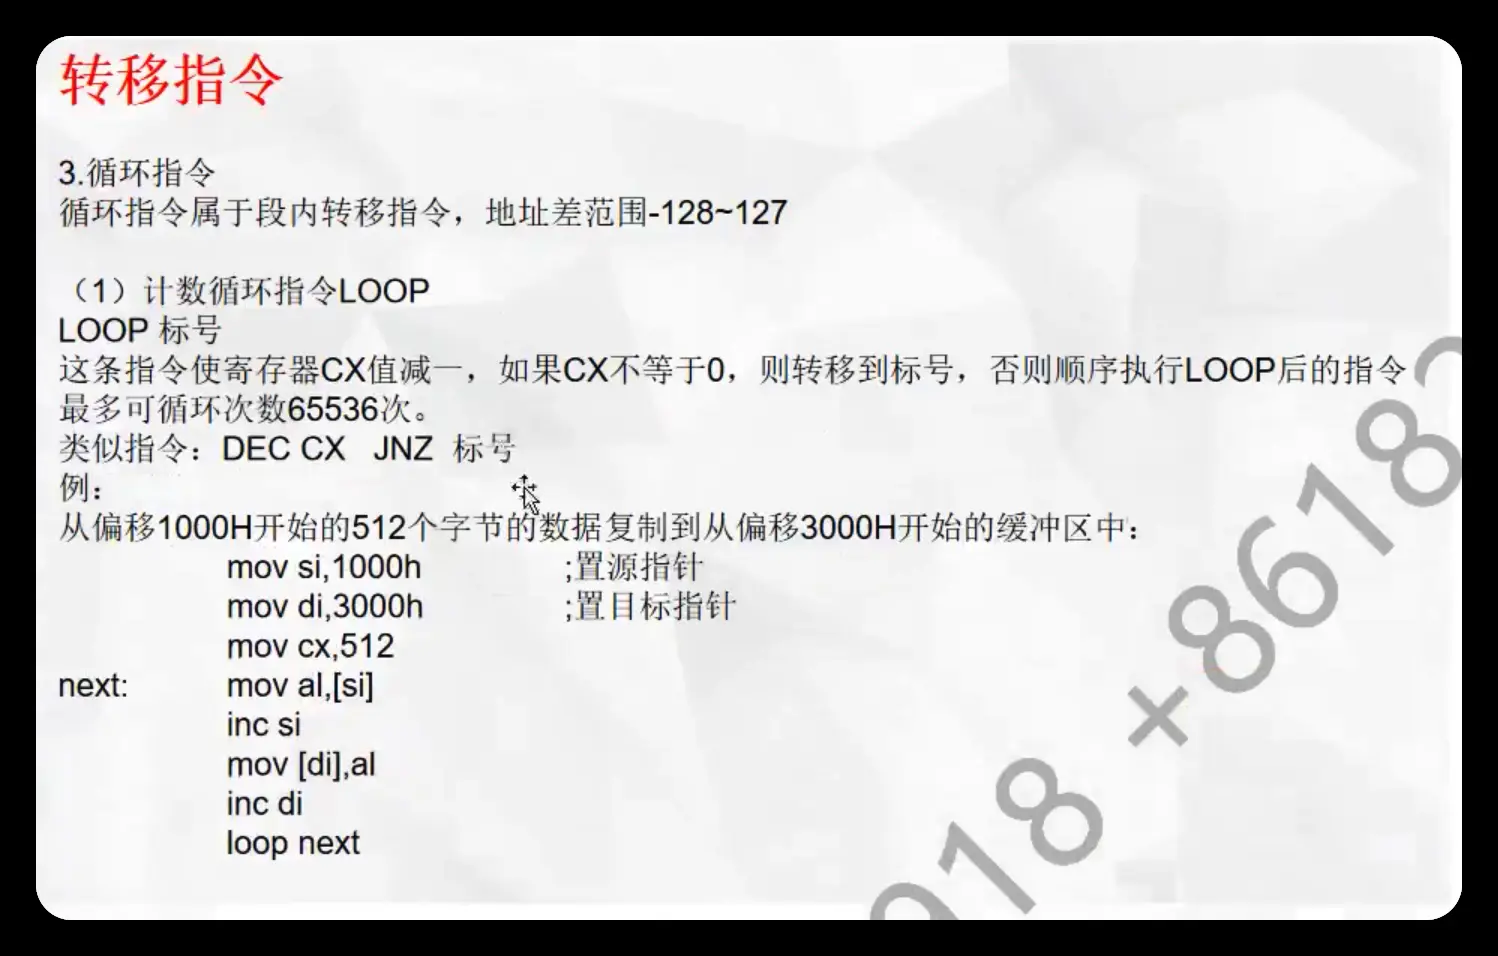 转移指令
3.循环指令
循环指令属于段内转移指令，地址差范围-128~127
（1）计数循环指令LOOP
LOOP 标号
这条指令使寄存器CX值减一，如果CX不等于0，则转移到标号，否则顺序执行LOOP后的指令
最多可循环次数65536次。
类似指令：DEC CX   JNZ  标号
例：
从偏移1000H开始的512个字节的数据复制到从偏移3000H开始的缓冲区中：
mov si,1000h ;置源指针
mov di,3000h ;置目标指针
mov cx,512
next: mov al,[si]
inc si
mov [di],al
inc di
loop next
918 +8618